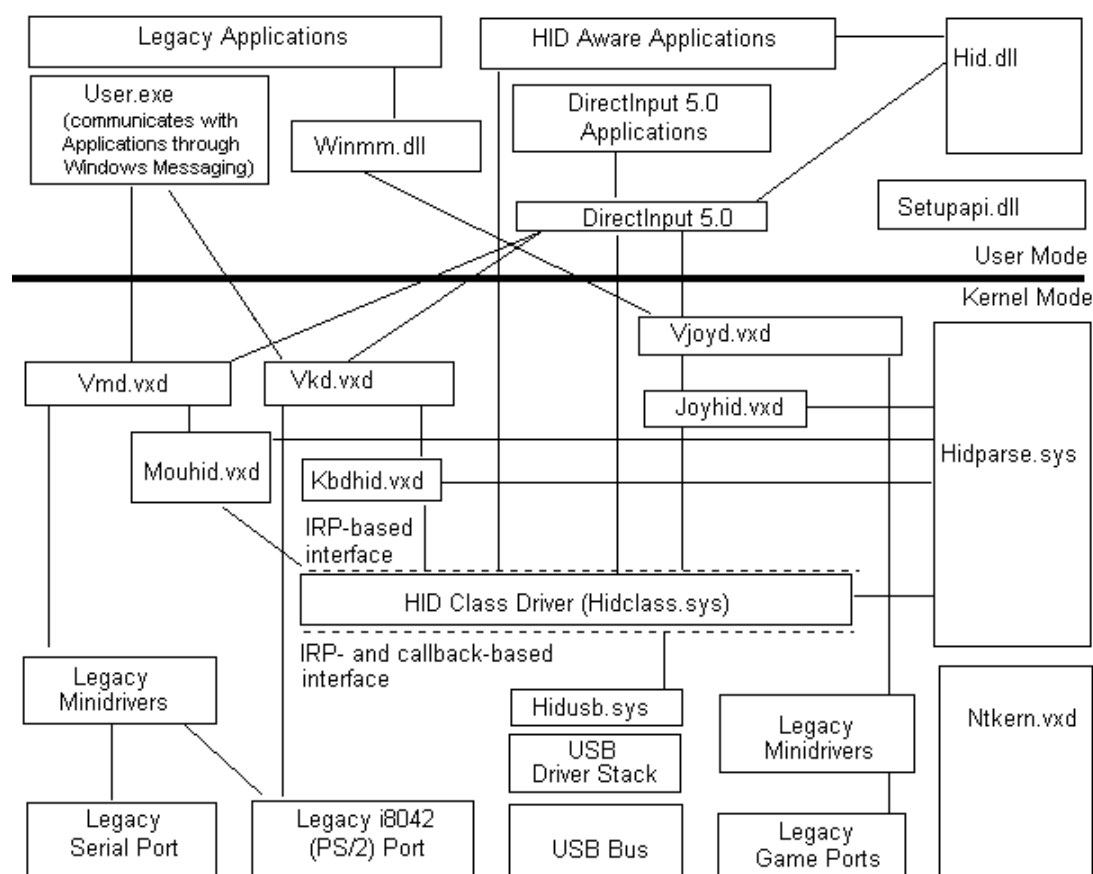 Legacy Applications
HID Aware Applications
Hid.dll
User.exe
(communicates with
Applications through
Windows Messaging)
Winmm.dll
DirectInput 5.0
Applications
DirectInput 5.0
Setupapi.dll
User Mode
Kernel Mode
Vjoyd.vxd
Vmd.vxd
Vkd.vxd
Joyhid.vxd
Mouhid.vxd
Kbdhid.vxd
Hidparse.sys
IRP-based
interface
HID Class Driver (Hidclass.sys)
IRP- and callback-based
interface
Legacy
Minidrivers
Hidusb.sys
USB
Driver Stack
Legacy
Minidrivers
Ntkern.vxd
Legacy
Serial Port
Legacy i8042
(PS/2) Port
USB Bus
Legacy
Game Ports